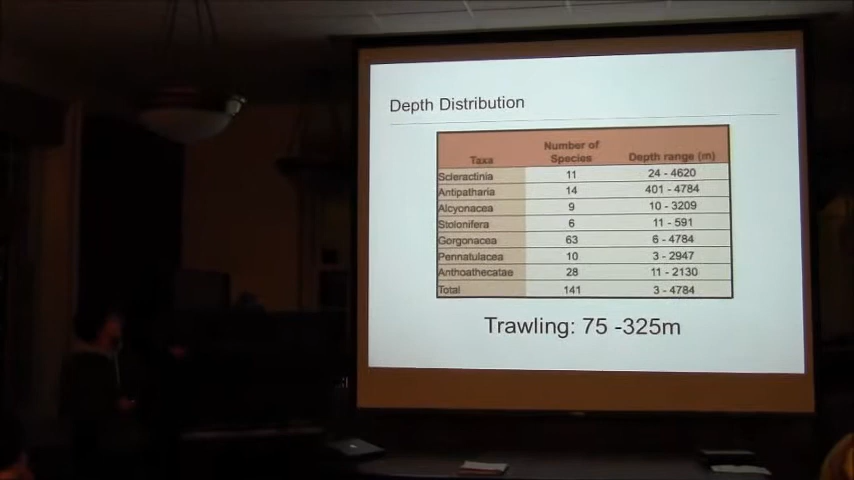 Depth Distribution
Taxa Number of Species Depth range (m)
Scleractinia 11 24 - 4620
Antipatharia 14 401 - 4784
Alcyonacea 9 10 - 3209
Stolonifera 6 11 - 591
Gorgonacea 63 6 - 4784
Pennatulacea 10 3 - 2947
Anthoathecatae 28 11 - 2130
Total 141 3 - 4784
Trawling: 75 -325m